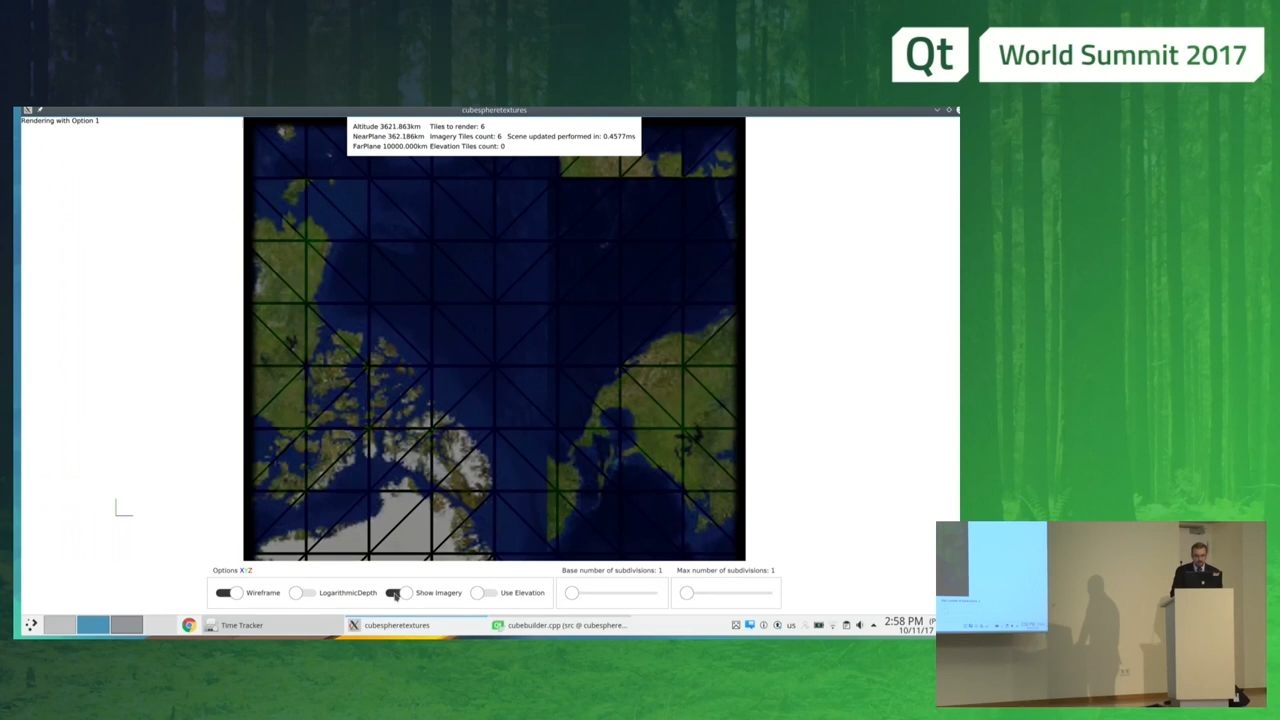 Qt World Summit 2017
cubespheretextures
Rendering with Option 1
Altitude 3621.863km Tiles to render: 6
NearPlane 362.186km Imagery Tiles count: 6 Scene updated performed in: 0.4577ms
FarPlane 10000.000km Elevation Tiles count: 0
Options XYZ
Base number of subdivisions: 1
Max number of subdivisions: 1
Wireframe
LogarithmicDepth
Show Imagery
Use Elevation
Time Tracker
cubespheretextures
cubebuilder.cpp (src @ cubesphere...
us
2:58 PM
10/11/17